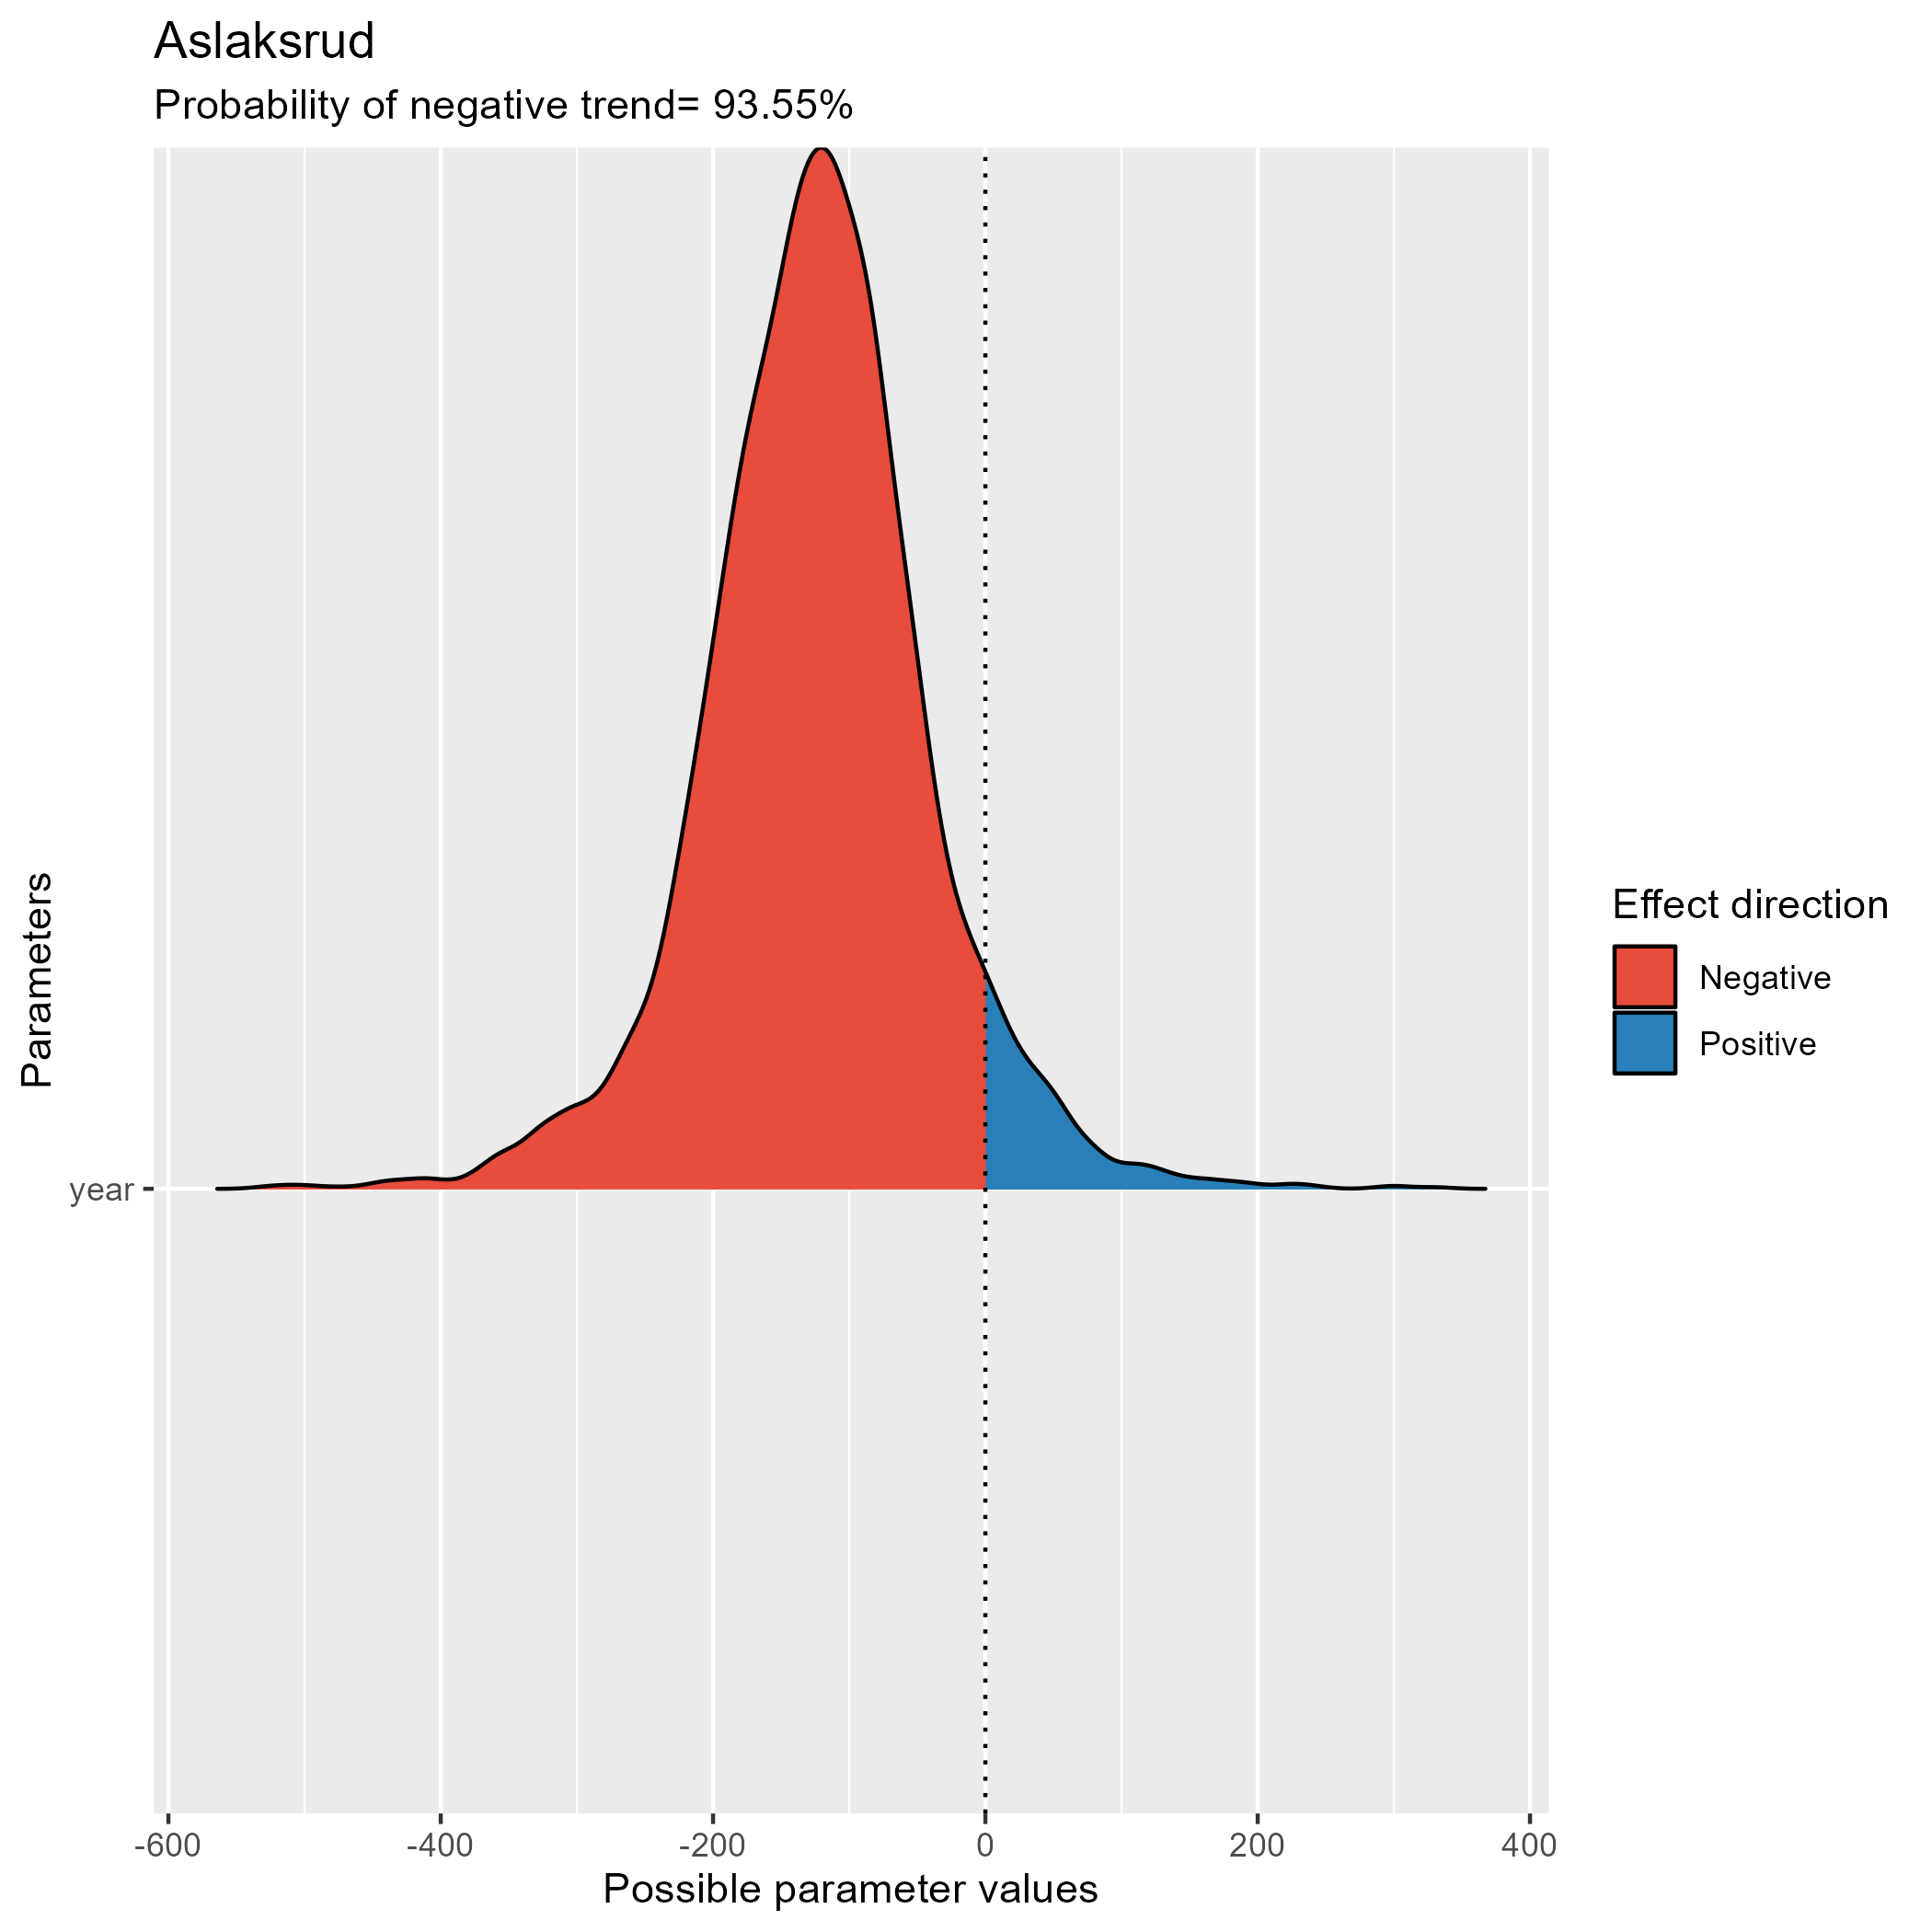 Aslaksrud
Probability of negative trend= 93.55%
Parameters
year
-600
-400
-200
0
200
400
Possible parameter values
Effect direction
Negative
Positive